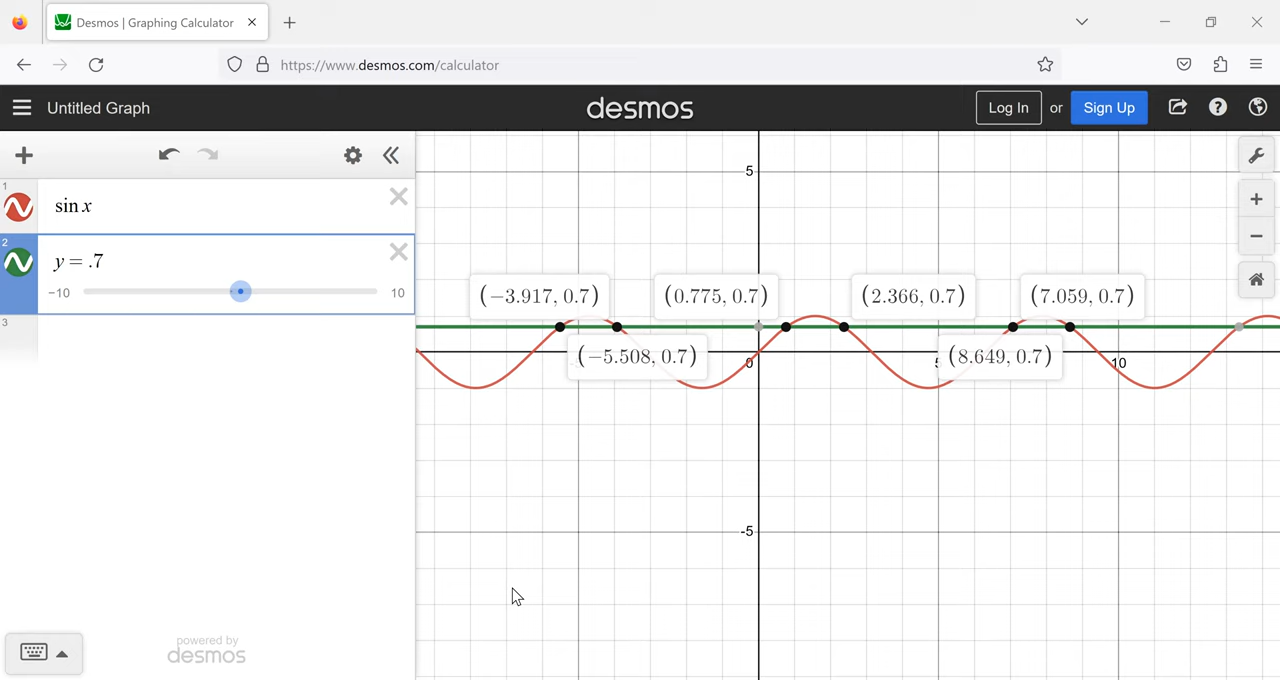 Desmos | Graphing Calculator
https://www.desmos.com/calculator
Untitled Graph
desmos
Log In or Sign Up
1
sin x
2
y = .7
−10
10
3
powered by
desmos
5
(−3.917, 0.7)
(0.775, 0.7)
(2.366, 0.7)
(7.059, 0.7)
(−5.508, 0.7)
0
5
(8.649, 0.7)
10
-5